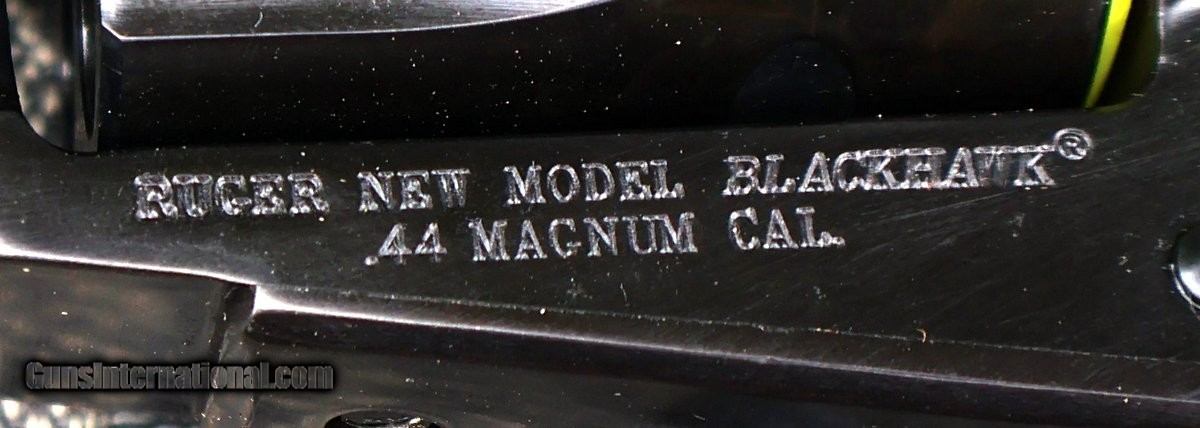 RUGER NEW MODEL BLACKHAWK®
.44 MAGNUM CAL.
GunsInternational.com